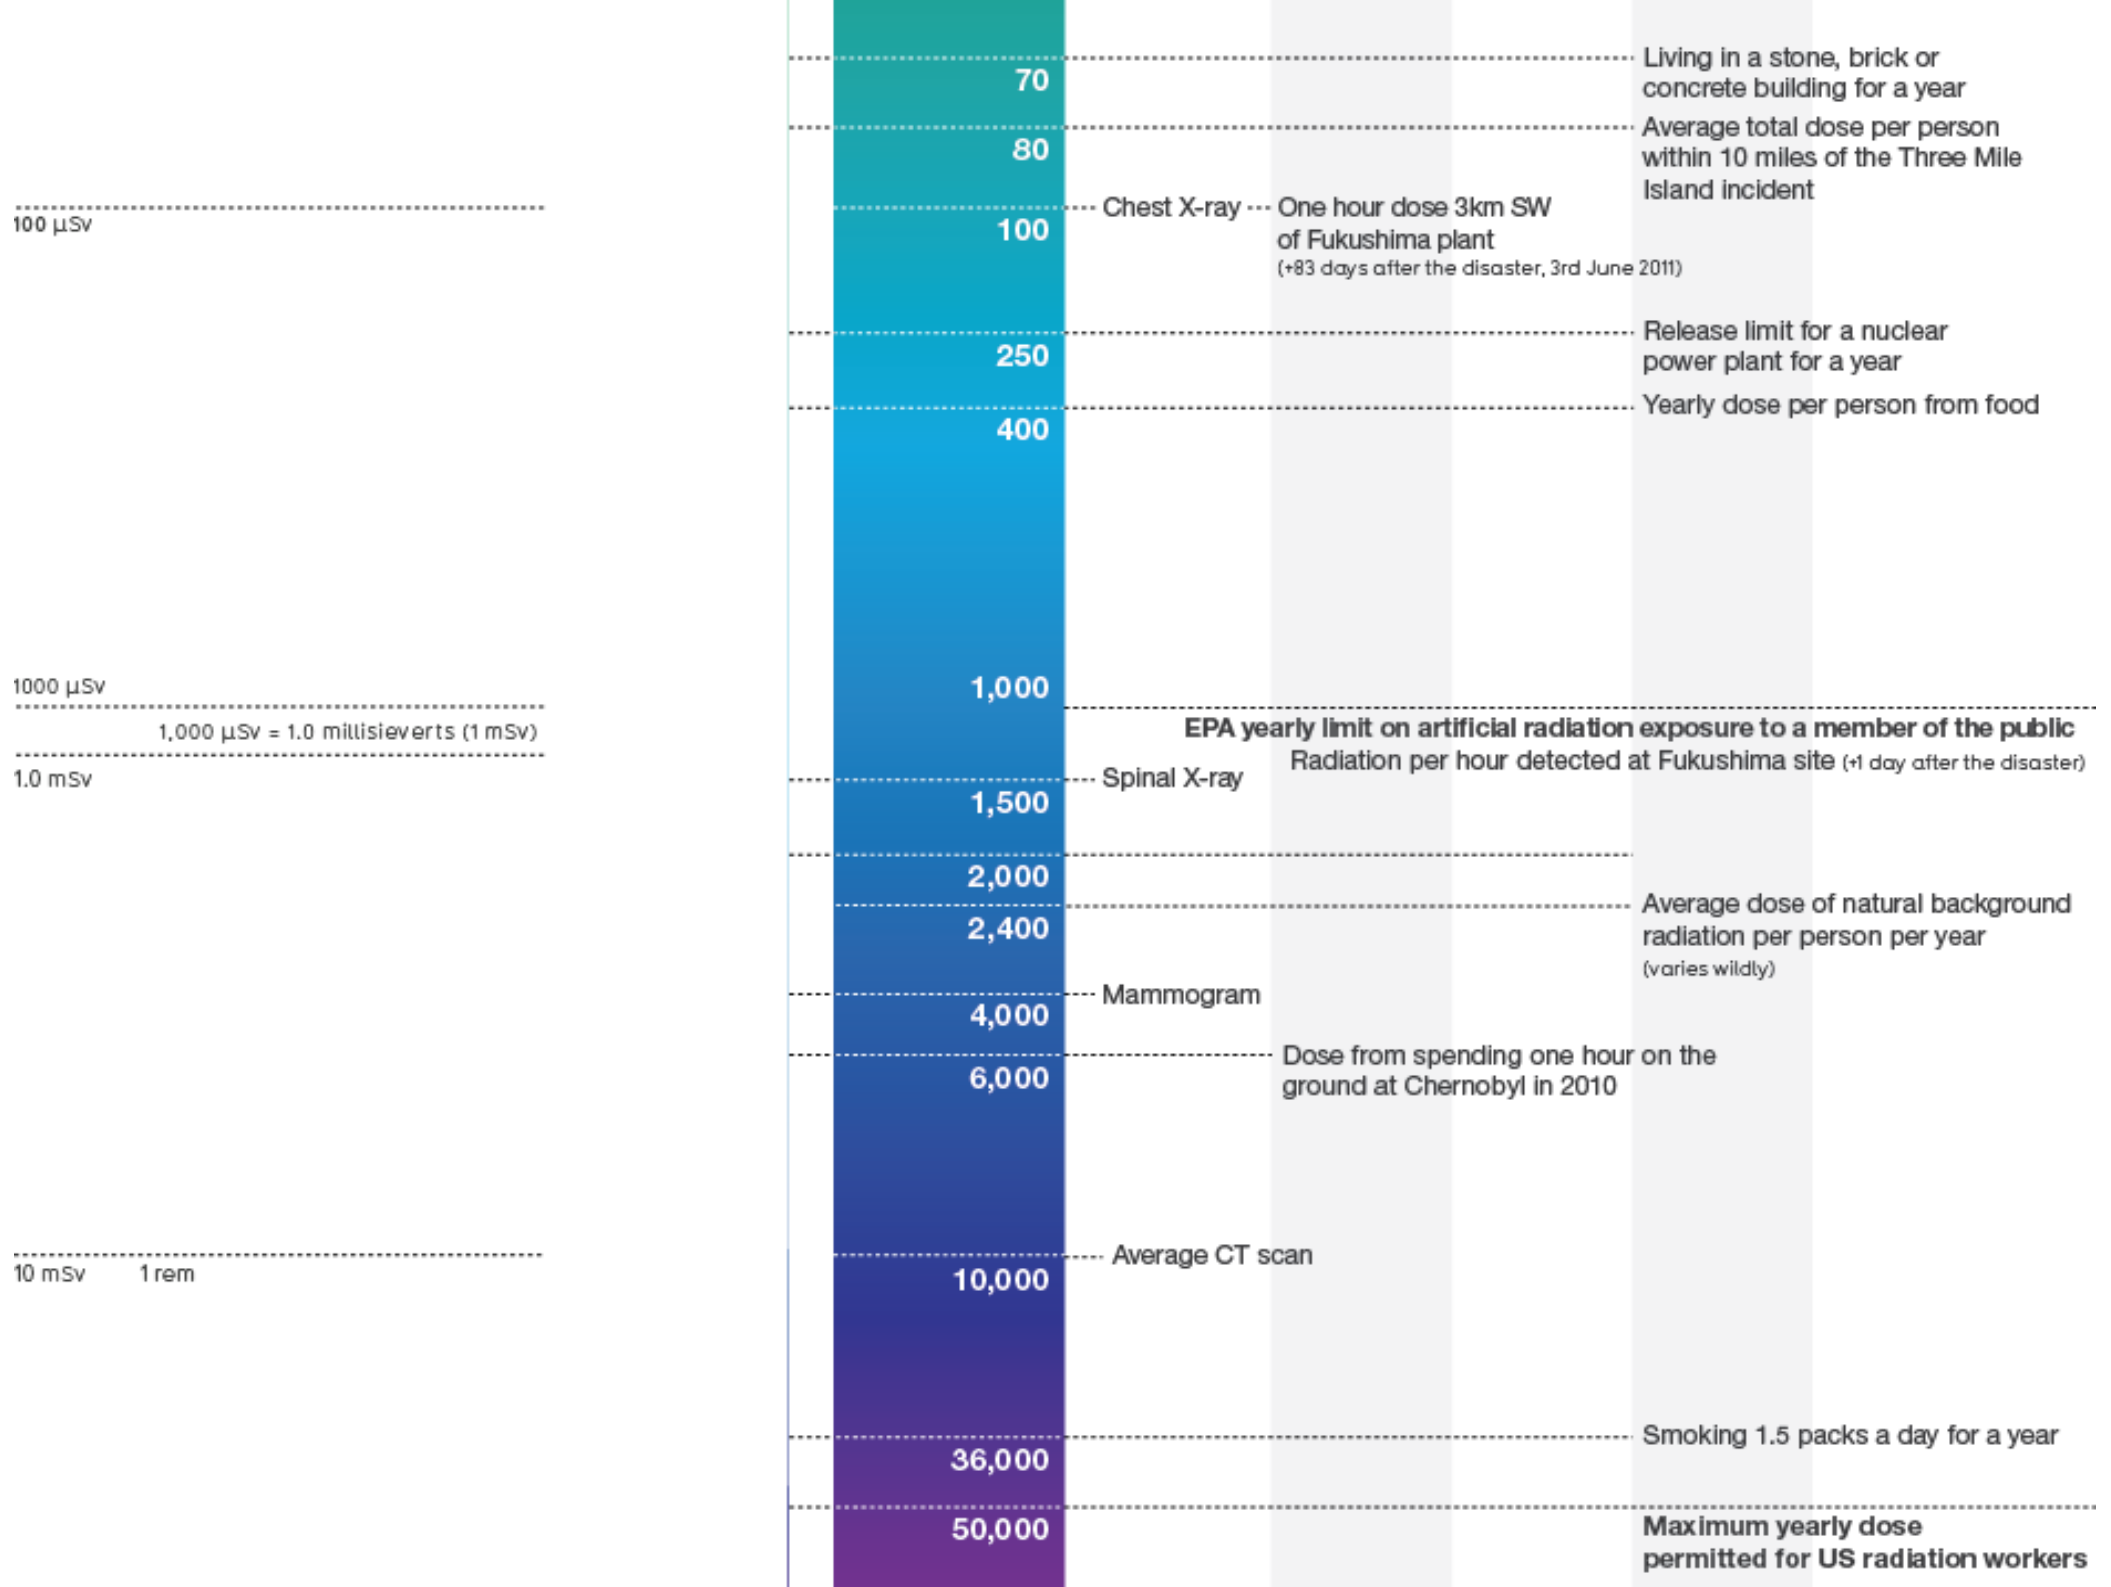 70
Living in a stone, brick or
concrete building for a year
80
Average total dose per person
within 10 miles of the Three Mile
Island incident
100 μSv
100
Chest X-ray
One hour dose 3km SW
of Fukushima plant
(+83 days after the disaster, 3rd June 2011)
250
Release limit for a nuclear
power plant for a year
400
Yearly dose per person from food
1000 μSv
1,000
1,000 μSv = 1.0 millisieverts (1 mSv)
EPA yearly limit on artificial radiation exposure to a member of the public
Radiation per hour detected at Fukushima site (+1 day after the disaster)
1.0 mSv
Spinal X-ray
1,500
2,000
2,400
Average dose of natural background
radiation per person per year
(varies wildly)
Mammogram
4,000
6,000
Dose from spending one hour on the
ground at Chernobyl in 2010
10 mSv 1 rem
Average CT scan
10,000
36,000
Smoking 1.5 packs a day for a year
50,000
Maximum yearly dose
permitted for US radiation workers